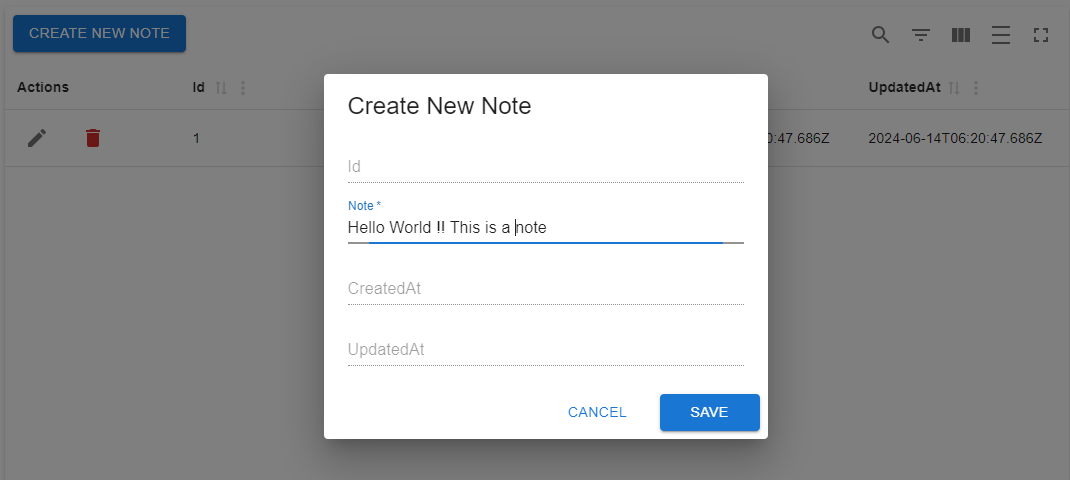 CREATE NEW NOTE
Actions Id UpdatedAt
1 0:47.686Z 2024-06-14T06:20:47.686Z
Create New Note
Id
Note *
Hello World !! This is a note
CreatedAt
UpdatedAt
CANCEL SAVE